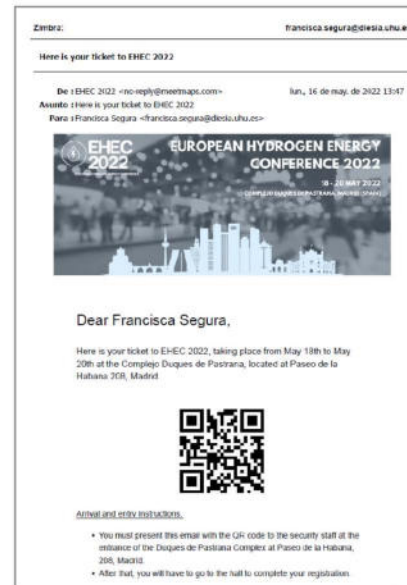 Zimbra: francisca.segura@diesia.uhu.es
Here is your ticket to EHEC 2022
De : EHEC 2022 <no-reply@meetmaps.com> lun., 16 de may. de 2022 13:47
Asunto : Here is your ticket to EHEC 2022
Para : Francisca Segura <francisca.segura@diesia.uhu.es>
EHEC
2022
EUROPEAN HYDROGEN ENERGY
CONFERENCE 2022
18 - 20 MAY 2022
COMPLEJO DUQUES DE PASTRANA, MADRID (SPAIN)
Dear Francisca Segura,
Here is your ticket to EHEC 2022, taking place from May 18th to May
20th at the Complejo Duques de Pastrana, located at Paseo de la
Habana 208, Madrid
Arrival and entry instructions.
• You must present this email with the QR code to the security staff at the
entrance of the Duques de Pastrana Complex at Paseo de la Habana,
208, Madrid.
• After that, you will have to go to the hall to complete your registration.